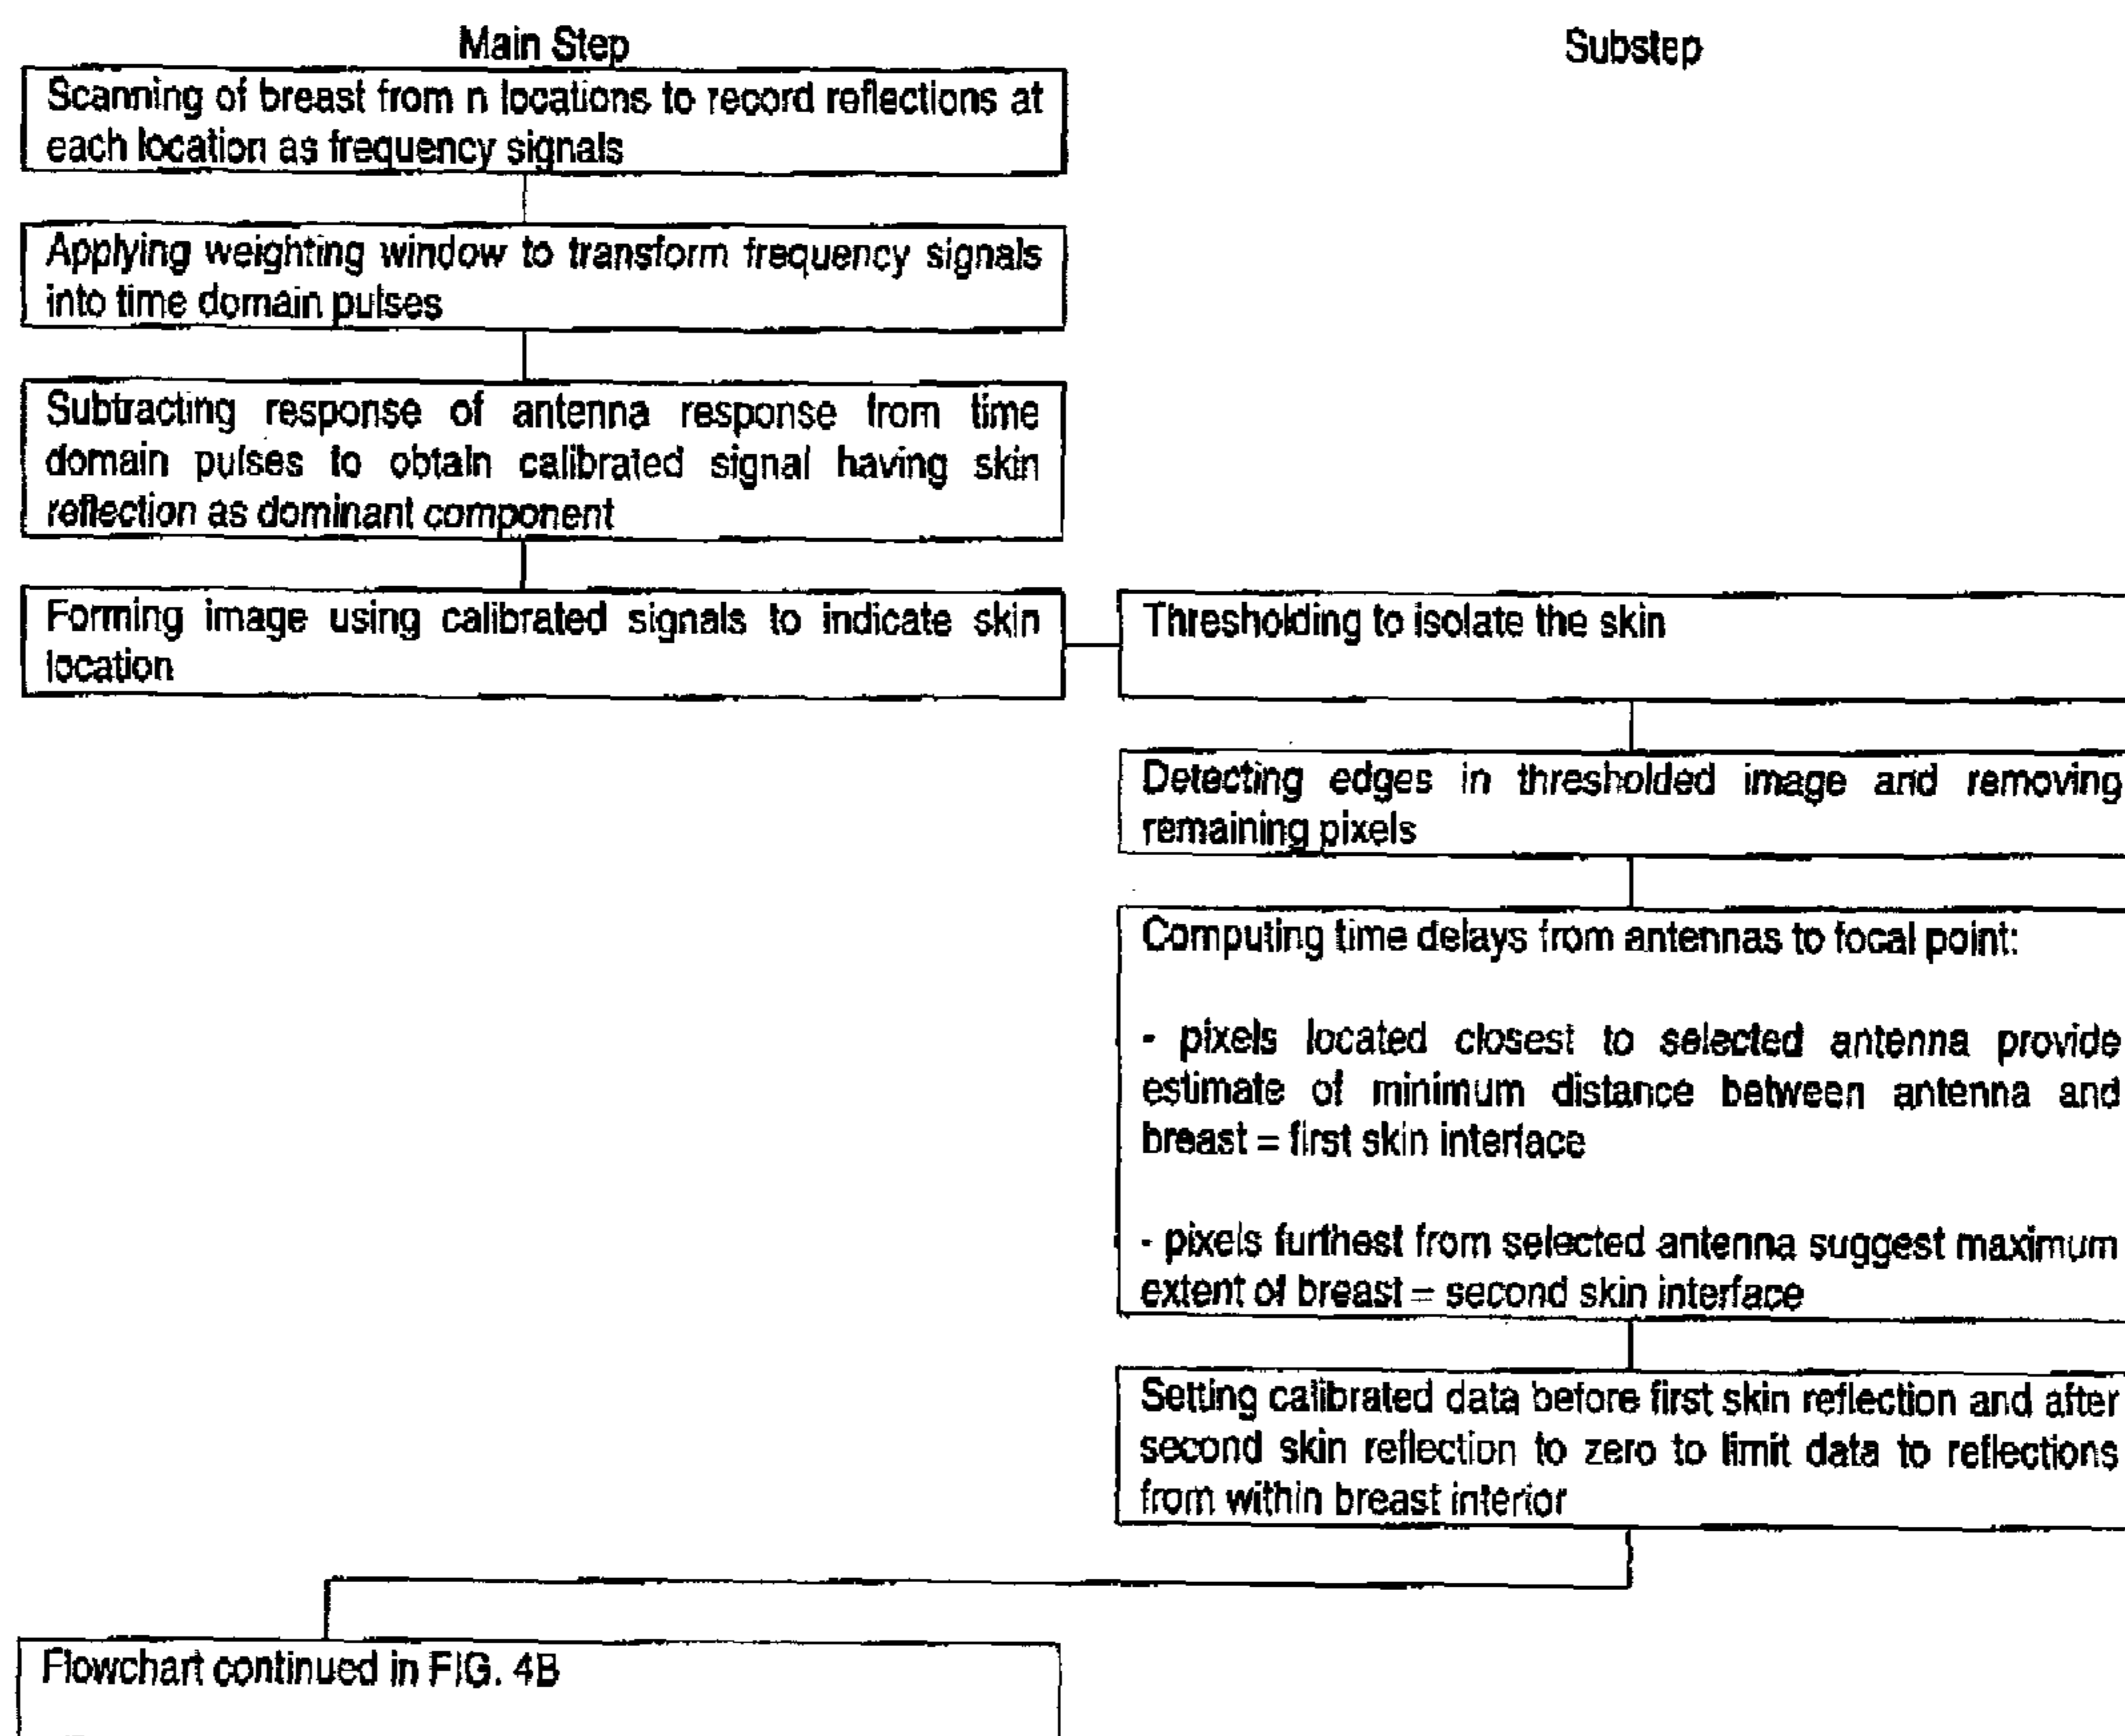 Main Step
Substep
Scanning of breast from n locations to record reflections at
each location as frequency signals
Applying weighting window to transform frequency signals
into time domain pulses
Subtracting response of antenna response from time
domain pulses to obtain calibrated signal having skin
reflection as dominant component
Forming image using calibrated signals to indicate skin
location
Thresholding to isolate the skin
Detecting edges in thresholded image and removing
remaining pixels
Computing time delays from antennas to focal point:
- pixels located closest to selected antenna provide
estimate of minimum distance between antenna and
breast = first skin interface
- pixels furthest from selected antenna suggest maximum
extent of breast = second skin interface
Setting calibrated data before first skin reflection and after
second skin reflection to zero to limit data to reflections
from within breast interior
Flowchart continued in FIG. 4B